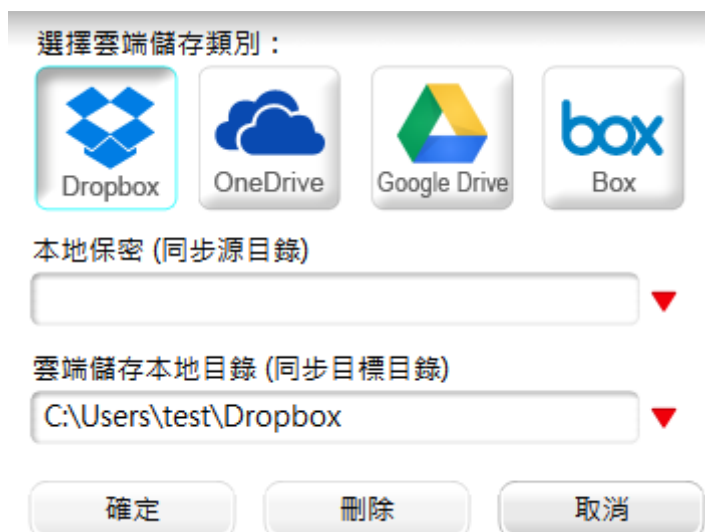 選擇雲端儲存類別：
Dropbox OneDrive Google Drive box Box
本地保密 (同步源目錄)
雲端儲存本地目錄 (同步目標目錄)
C:\Users\test\Dropbox
確定 刪除 取消